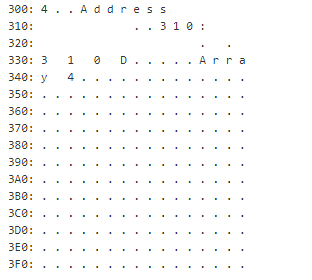 300: 4 . . A d d r e s s
310: . . 3 1 0 :
320: . .
330: 3 1 0 D . . . . . A r r a
340: y 4 . . . . . . . . . . . .
350: . . . . . . . . . . . . . .
360: . . . . . . . . . . . . . .
370: . . . . . . . . . . . . . .
380: . . . . . . . . . . . . . .
390: . . . . . . . . . . . . . .
3A0: . . . . . . . . . . . . . .
3B0: . . . . . . . . . . . . . .
3C0: . . . . . . . . . . . . . .
3D0: . . . . . . . . . . . . . .
3E0: . . . . . . . . . . . . . .
3F0: . . . . . . . . . . . . . .